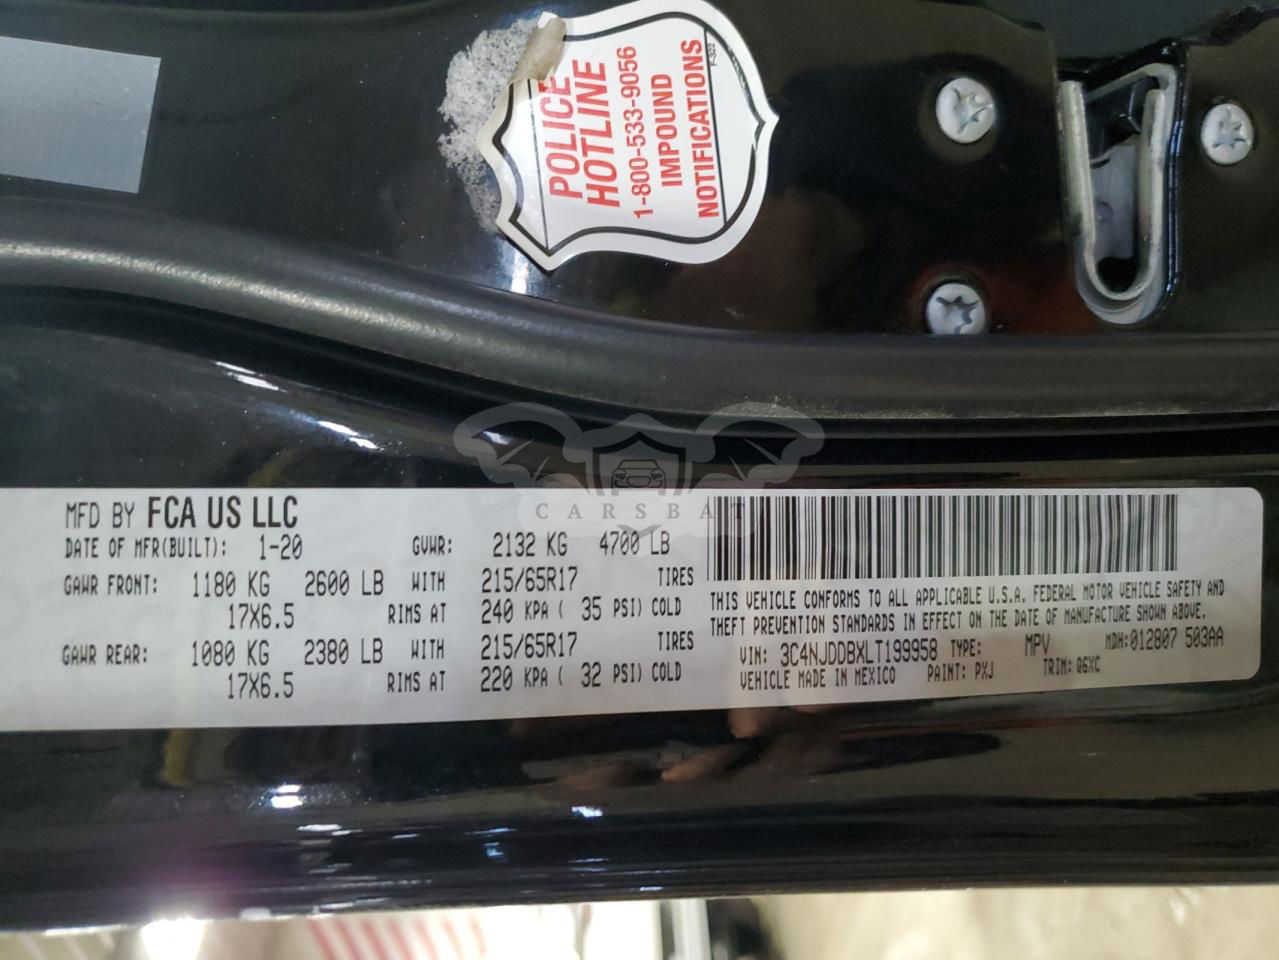 POLICE
HOTLINE
1-800-533-9056
IMPOUND
NOTIFICATIONS
F-322
CARSBAT
MFD BY FCA US LLC
DATE OF MFR(BUILT): 1-20 GVWR: 2132 KG 4700 LB
GAWR FRONT: 1180 KG 2600 LB WITH 215/65R17 TIRES
17X6.5 RIMS AT 240 KPA ( 35 PSI) COLD
GAWR REAR: 1080 KG 2380 LB WITH 215/65R17 TIRES
17X6.5 RIMS AT 220 KPA ( 32 PSI) COLD
THIS VEHICLE CONFORMS TO ALL APPLICABLE U.S.A. FEDERAL MOTOR VEHICLE SAFETY AND
THEFT PREVENTION STANDARDS IN EFFECT ON THE DATE OF MANUFACTURE SHOWN ABOVE.
VIN: 3C4NJDDBXLT199958 TYPE: MPV MDH:012807 503AA
VEHICLE MADE IN MEXICO PAINT: PXJ TRIM: Q6XC